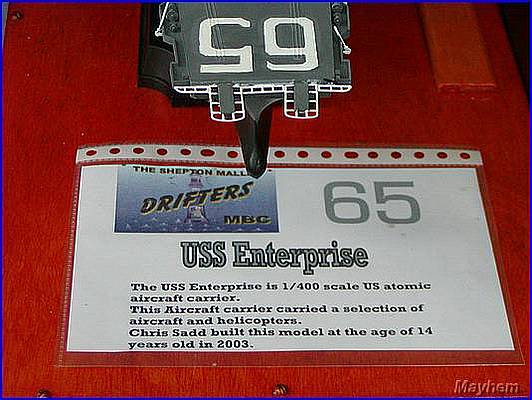 65
THE SHEPTON MALLE
DRIFTERS
MBC
65
USS Enterprise
The USS Enterprise is 1/400 scale US atomic
aircraft carrier.
This Aircraft carrier carried a selection of
aircraft and helicopters.
Chris Sadd built this model at the age of 14
years old in 2003.
Mayhem